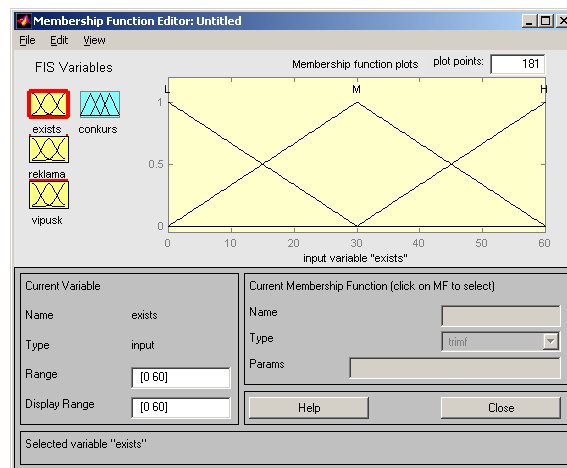 Membership Function Editor: Untitled
File Edit View
FIS Variables
Membership function plots plot points: 181
exists conkurs
reklama
vipusk
L M H
1
0.5
0
0 10 20 30 40 50 60
input variable "exists"
Current Variable
Name exists
Type input
Range [0 60]
Display Range [0 60]
Current Membership Function (click on MF to select)
Name
Type trimf
Params
Help Close
Selected variable "exists"